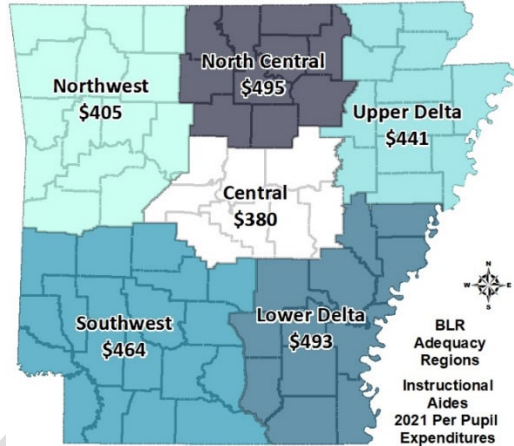 North Central
$495
Northwest
$405
Upper Delta
$441
Central
$380
Southwest
$464
Lower Delta
$493
N
W E
S
BLR
Adequacy
Regions
Instructional
Aides
2021 Per Pupil
Expenditures